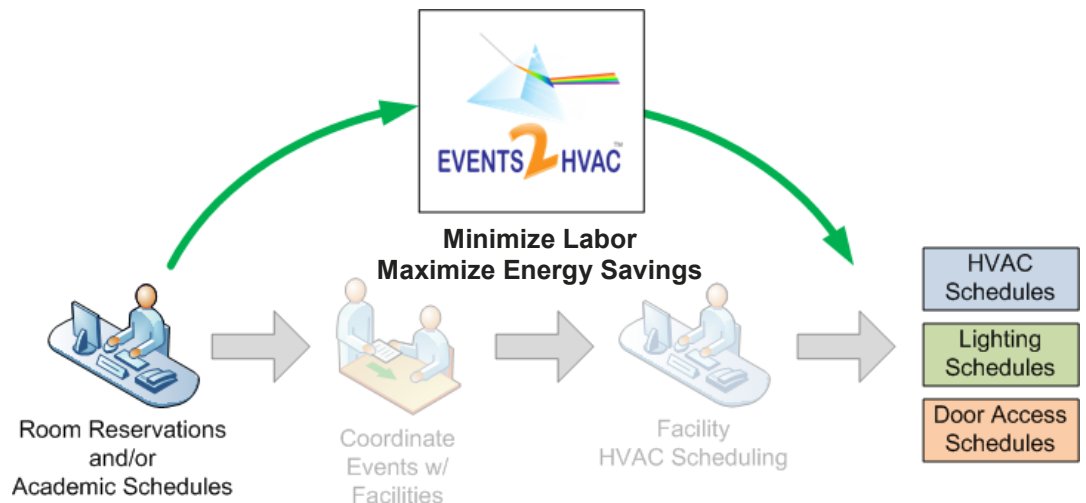 EVENTS2HVAC™
Minimize Labor
Maximize Energy Savings
Room Reservations
and/or
Academic Schedules
Coordinate
Events w/
Facilities
Facility
HVAC Scheduling
HVAC
Schedules
Lighting
Schedules
Door Access
Schedules